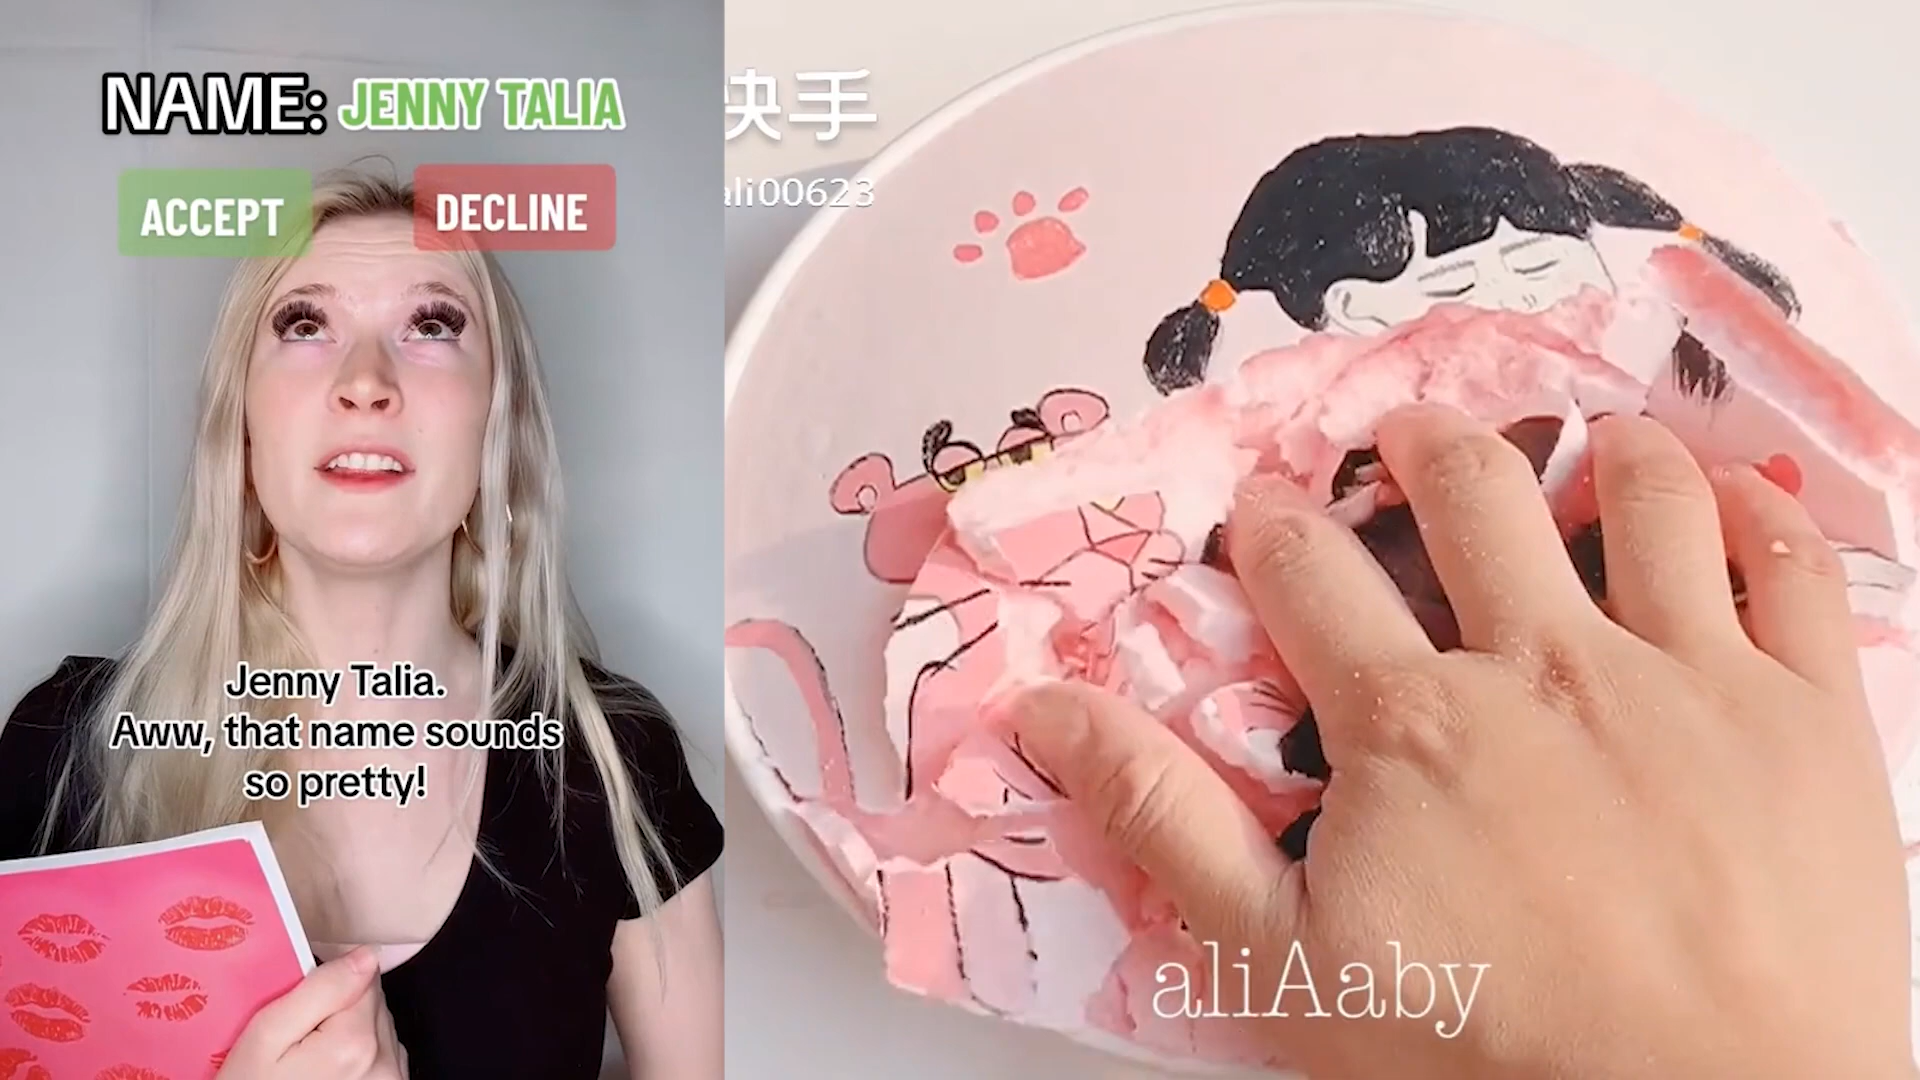 NAME: JENNY TALIA
ACCEPT
DECLINE
Jenny Talia.
Aww, that name sounds
so pretty!
快手
ali00623
aliAaby